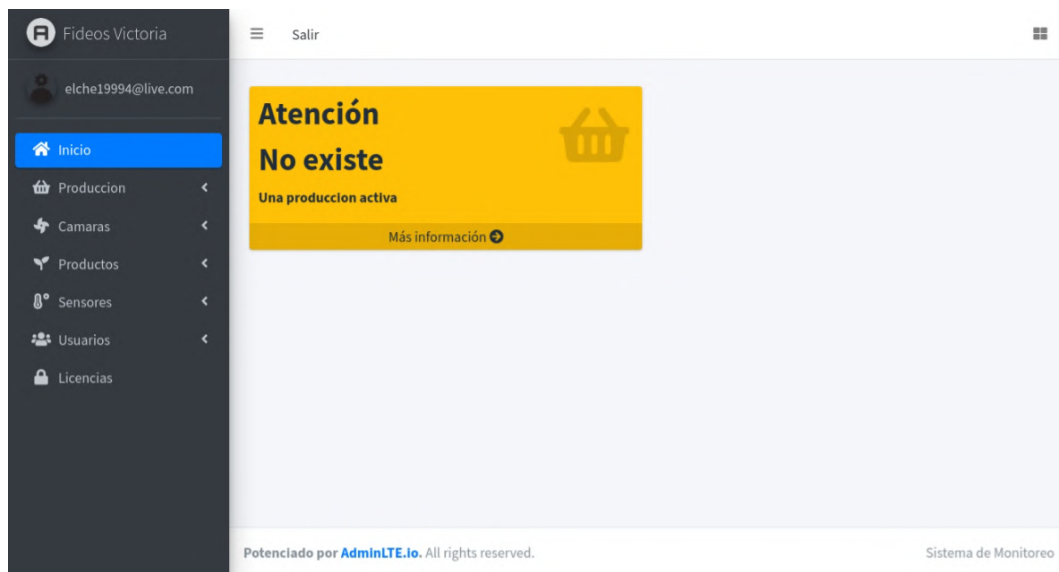 Fideos Victoria
Salir
elche19994@live.com
Inicio
Produccion
Camaras
Productos
Sensores
Usuarios
Licencias
Atención
No existe
Una produccion activa
Más información
Potenciado por AdminLTE.io. All rights reserved.
Sistema de Monitoreo